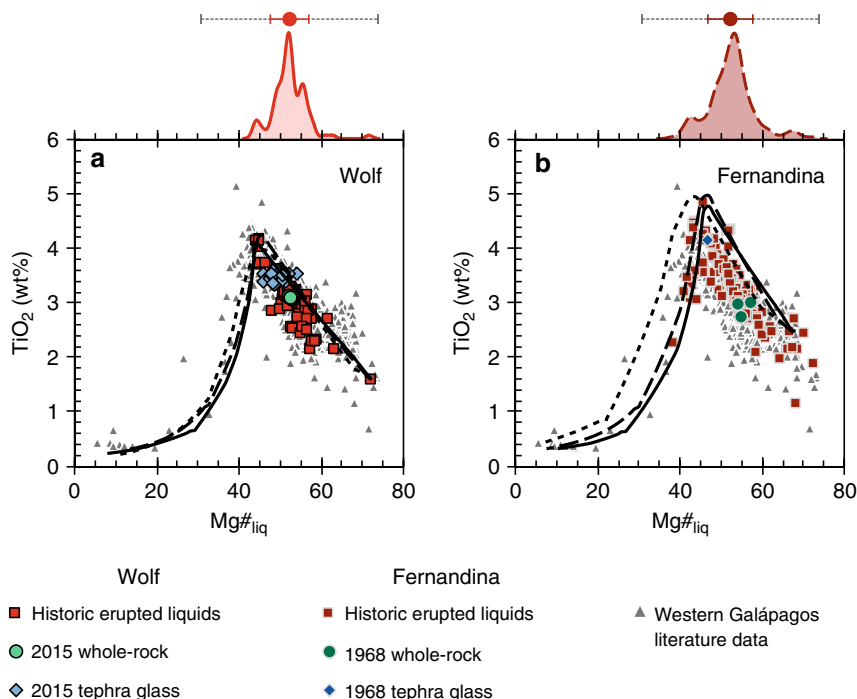 6
5
4
3
2
1
0
TiO2 (wt%)
a
Wolf
0
20
40
60
80
Mg#liq
6
5
4
3
2
1
0
TiO2 (wt%)
b
Fernandina
0
20
40
60
80
Mg#liq
Wolf
Historic erupted liquids
2015 whole-rock
2015 tephra glass
Fernandina
Historic erupted liquids
1968 whole-rock
1968 tephra glass
Western Galápagos
literature data